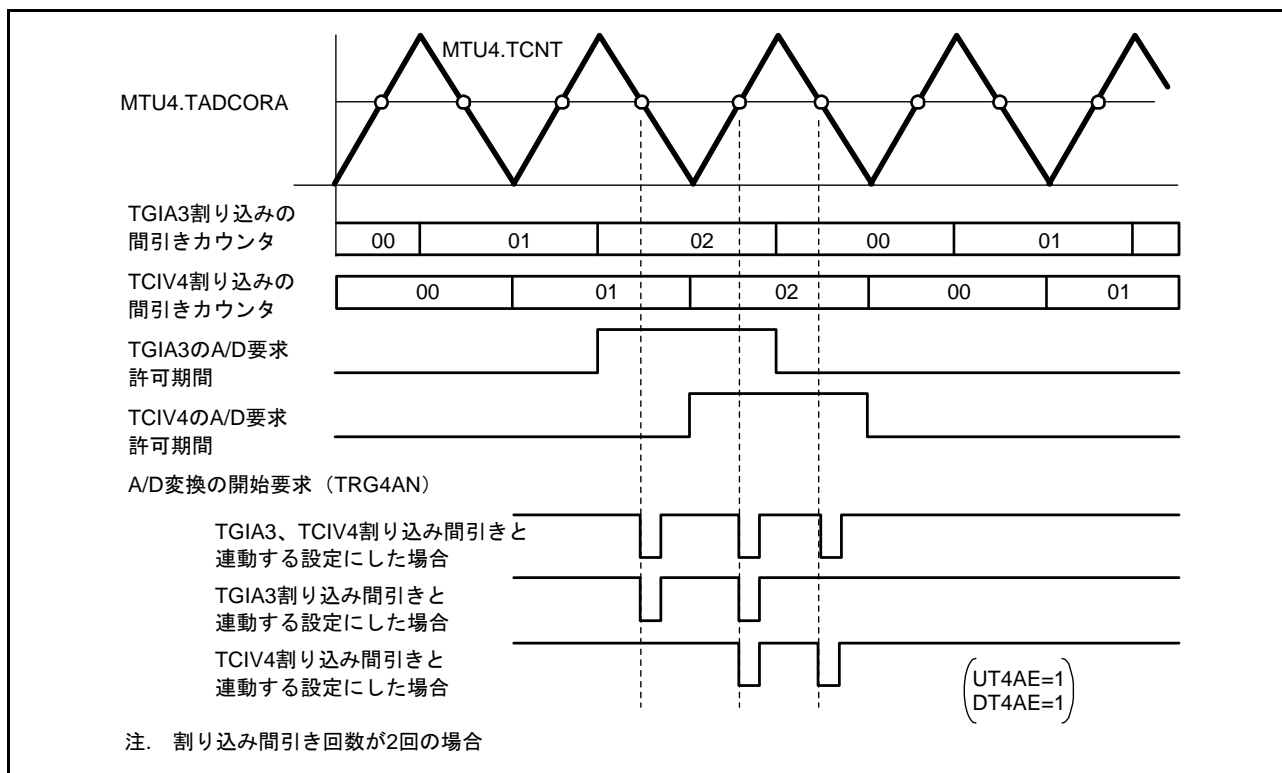 MTU4.TCNT
MTU4.TADCORA
TGIA3割り込みの
間引きカウンタ
00 01 02 00 01
TCIV4割り込みの
間引きカウンタ
00 01 02 00 01
TGIA3のA/D要求
許可期間
TCIV4のA/D要求
許可期間
A/D変換の開始要求（TRG4AN）
TGIA3、TCIV4割り込み間引きと
連動する設定にした場合
TGIA3割り込み間引きと
連動する設定にした場合
TCIV4割り込み間引きと
連動する設定にした場合
UT4AE=1
DT4AE=1
注. 割り込み間引き回数が2回の場合